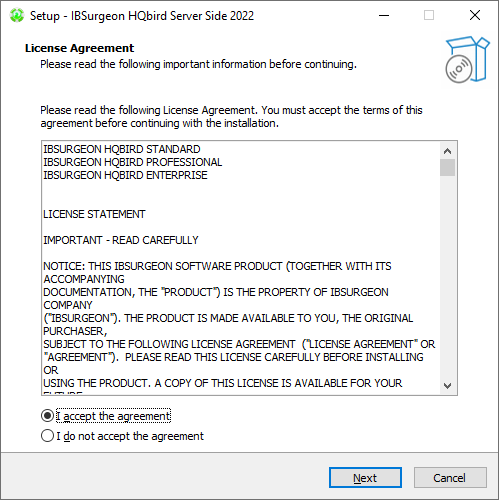 Setup - IBSurgeon HQbird Server Side 2022
License Agreement
Please read the following important information before continuing.
Please read the following License Agreement. You must accept the terms of this
agreement before continuing with the installation.
IBSURGEON HQBIRD STANDARD
IBSURGEON HQBIRD PROFESSIONAL
IBSURGEON HQBIRD ENTERPRISE
LICENSE STATEMENT
IMPORTANT - READ CAREFULLY
NOTICE: THIS IBSURGEON SOFTWARE PRODUCT (TOGETHER WITH ITS
ACCOMPANYING
DOCUMENTATION, THE "PRODUCT") IS THE PROPERTY OF IBSURGEON
COMPANY
("IBSURGEON"). THE PRODUCT IS MADE AVAILABLE TO YOU, THE ORIGINAL
PURCHASER,
SUBJECT TO THE FOLLOWING LICENSE AGREEMENT ("LICENSE AGREEMENT" OR
"AGREEMENT"). PLEASE READ THIS LICENSE CAREFULLY BEFORE INSTALLING
OR
USING THE PRODUCT. A COPY OF THIS LICENSE IS AVAILABLE FOR YOUR
FUTURE
I accept the agreement
I do not accept the agreement
Next
Cancel